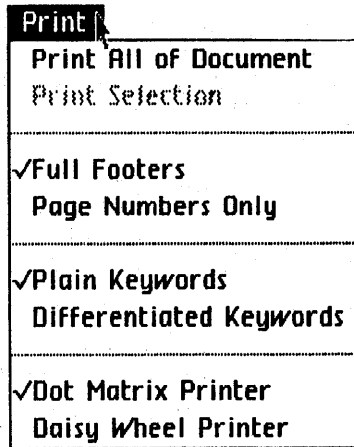 Print
Print All of Document
Print Selection
✓Full Footers
Page Numbers Only
✓Plain Keywords
Differentiated Keywords
✓Dot Matrix Printer
Daisy Wheel Printer